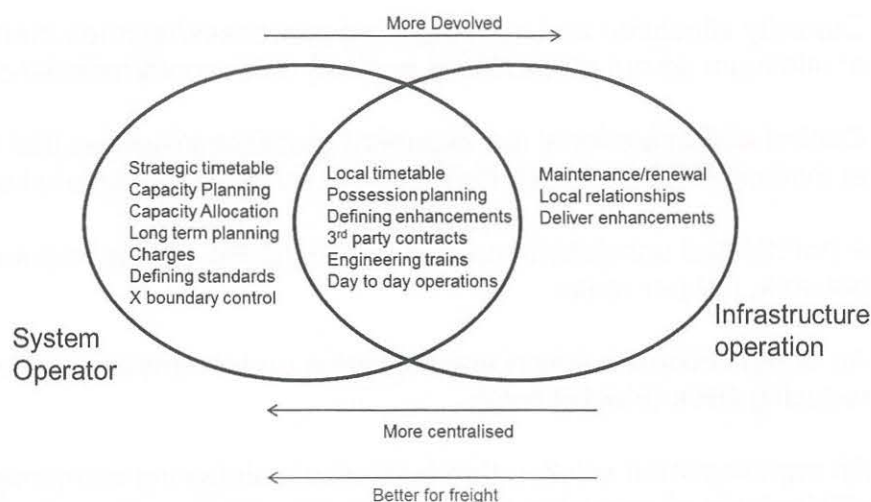 More Devolved
Strategic timetable
Capacity Planning
Capacity Allocation
Long term planning
Charges
Defining standards
X boundary control
Local timetable
Possession planning
Defining enhancements
3rd party contracts
Engineering trains
Day to day operations
Maintenance/renewal
Local relationships
Deliver enhancements
System
Operator
Infrastructure
operation
More centralised
Better for freight